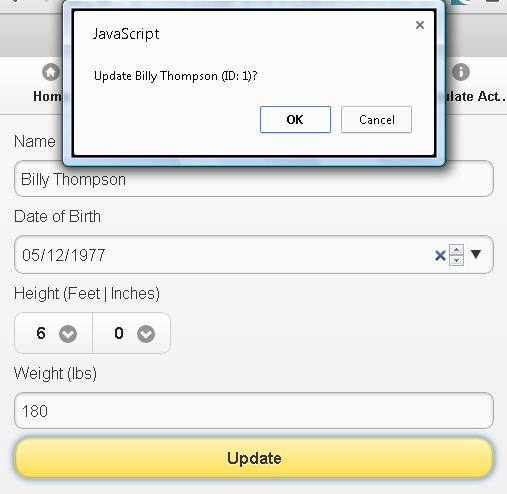 JavaScript
Update Billy Thompson (ID: 1)?
OK Cancel
Name
Billy Thompson
Date of Birth
05/12/1977
Height (Feet | Inches)
6 0
Weight (lbs)
180
Update